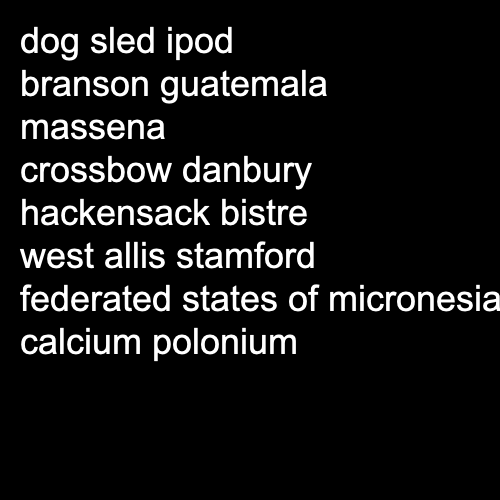 dog sled ipod
branson guatemala
massena
crossbow danbury
hackensack bistre
west allis stamford
federated states of micronesia
calcium polonium